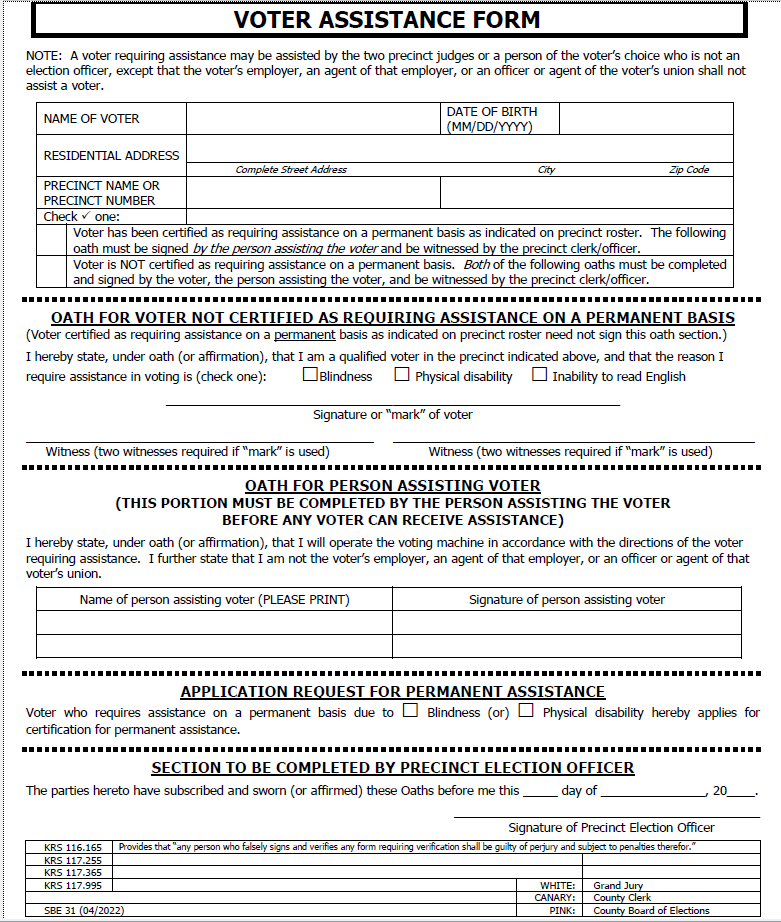 VOTER ASSISTANCE FORM
NOTE: A voter requiring assistance may be assisted by the two precinct judges or a person of the voter's choice who is not an
election officer, except that the voter's employer, an agent of that employer, or an officer or agent of the voter's union shall not
assist a voter.
NAME OF VOTER
DATE OF BIRTH
(MM/DD/YYYY)
RESIDENTIAL ADDRESS
Complete Street Address City Zip Code
PRECINCT NAME OR
PRECINCT NUMBER
Check ✓ one:
Voter has been certified as requiring assistance on a permanent basis as indicated on precinct roster. The following
oath must be signed by the person assisting the voter and be witnessed by the precinct clerk/officer.
Voter is NOT certified as requiring assistance on a permanent basis. Both of the following oaths must be completed
and signed by the voter, the person assisting the voter, and be witnessed by the precinct clerk/officer.
OATH FOR VOTER NOT CERTIFIED AS REQUIRING ASSISTANCE ON A PERMANENT BASIS
(Voter certified as requiring assistance on a permanent basis as indicated on precinct roster need not sign this oath section.)
I hereby state, under oath (or affirmation), that I am a qualified voter in the precinct indicated above, and that the reason I
require assistance in voting is (check one): ☐ Blindness ☐ Physical disability ☐ Inability to read English
Signature or "mark" of voter
Witness (two witnesses required if "mark" is used) Witness (two witnesses required if "mark" is used)
OATH FOR PERSON ASSISTING VOTER
(THIS PORTION MUST BE COMPLETED BY THE PERSON ASSISTING THE VOTER
BEFORE ANY VOTER CAN RECEIVE ASSISTANCE)
I hereby state, under oath (or affirmation), that I will operate the voting machine in accordance with the directions of the voter
requiring assistance. I further state that I am not the voter's employer, an agent of that employer, or an officer or agent of that
voter's union.
Name of person assisting voter (PLEASE PRINT) Signature of person assisting voter
APPLICATION REQUEST FOR PERMANENT ASSISTANCE
Voter who requires assistance on a permanent basis due to ☐ Blindness (or) ☐ Physical disability hereby applies for
certification for permanent assistance.
SECTION TO BE COMPLETED BY PRECINCT ELECTION OFFICER
The parties hereto have subscribed and sworn (or affirmed) these Oaths before me this _____ day of ________________, 20____.
Signature of Precinct Election Officer
KRS 116.165 Provides that "any person who falsely signs and verifies any form requiring verification shall be guilty of perjury and subject to penalties therefor."
KRS 117.255
KRS 117.365
KRS 117.995 WHITE: Grand Jury
CANARY: County Clerk
SBE 31 (04/2022) PINK: County Board of Elections